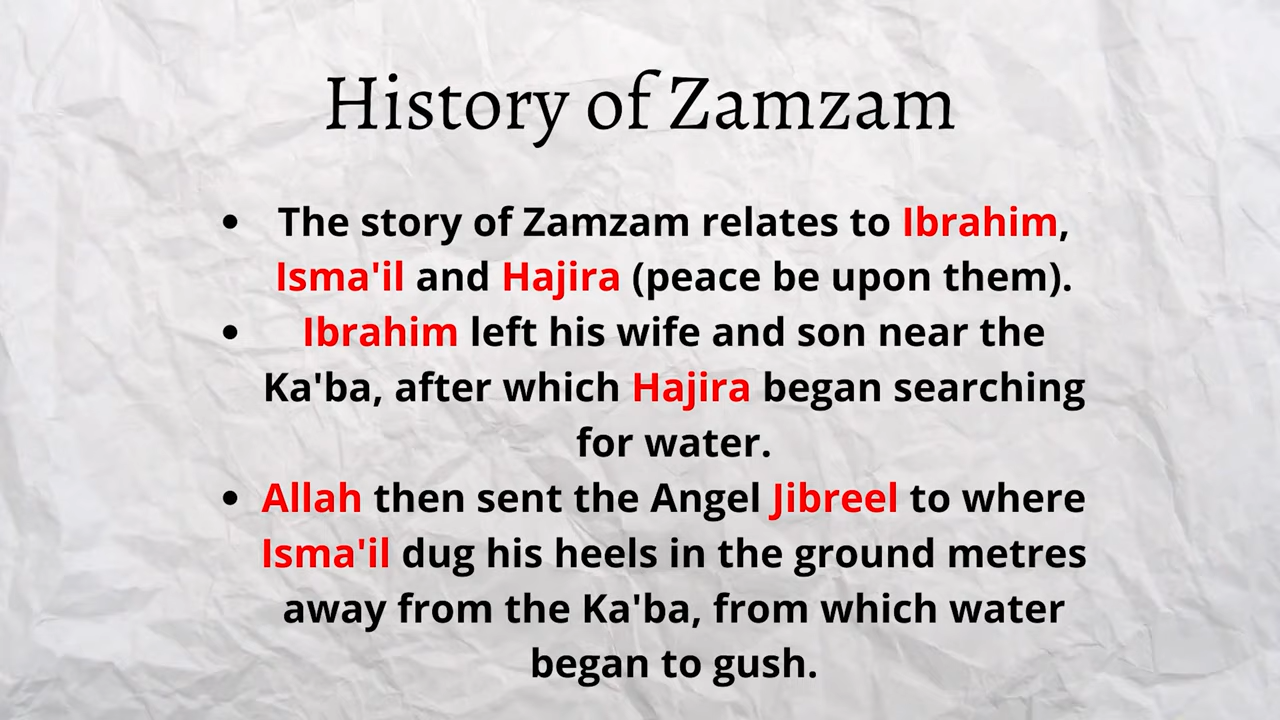 History of Zamzam
• The story of Zamzam relates to Ibrahim,
Isma'il and Hajira (peace be upon them).
• Ibrahim left his wife and son near the
Ka'ba, after which Hajira began searching
for water.
• Allah then sent the Angel Jibreel to where
Isma'il dug his heels in the ground metres
away from the Ka'ba, from which water
began to gush.